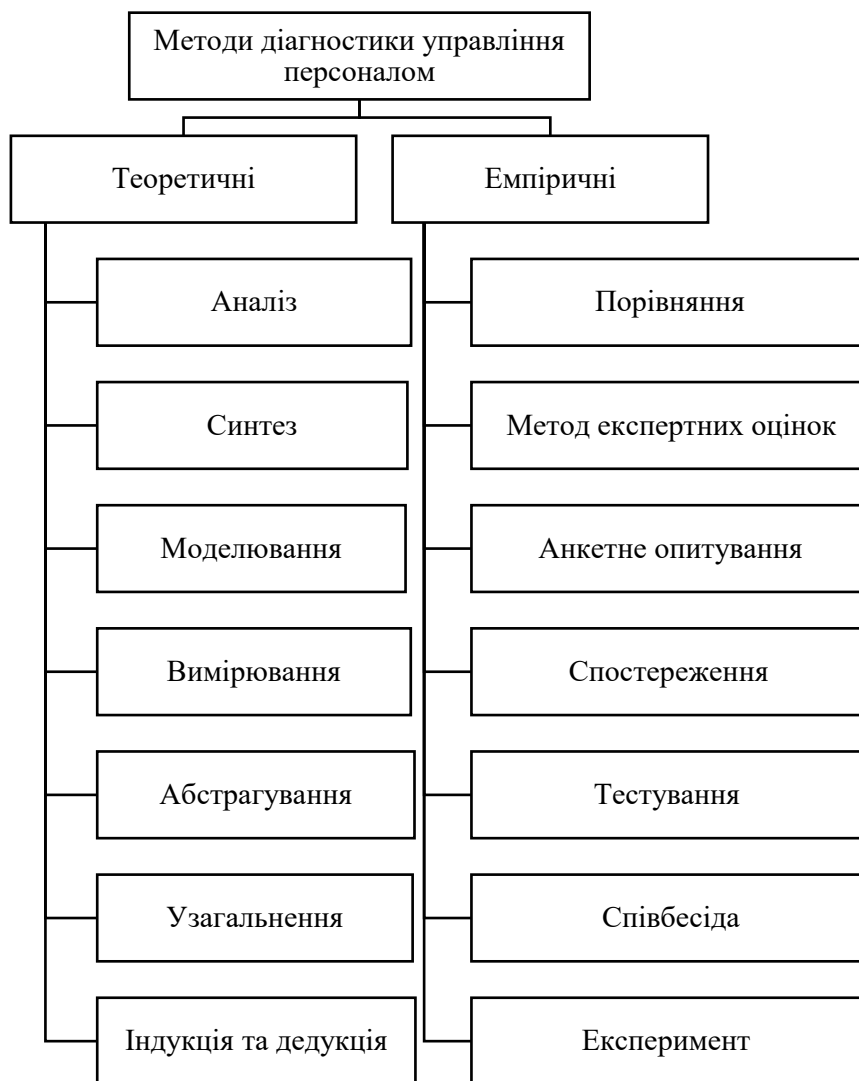 Методи діагностики управління
персоналом
Теоретичні
Емпіричні
Аналіз
Порівняння
Синтез
Метод експертних оцінок
Моделювання
Анкетне опитування
Вимірювання
Спостереження
Абстрагування
Тестування
Узагальнення
Співбесіда
Індукція та дедукція
Експеримент